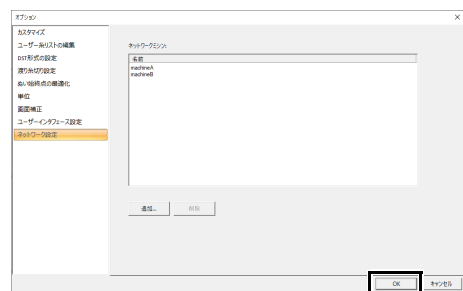 オプション
カスタマイズ
ユーザー糸リストの編集
DST形式の設定
渡り糸切り設定
ぬい始終点の最適化
単位
画面補正
ユーザーインタフェース設定
ネットワーク設定
ネットワークミシン:
名前
machineA
machineB
追加...
削除
OK
キャンセル